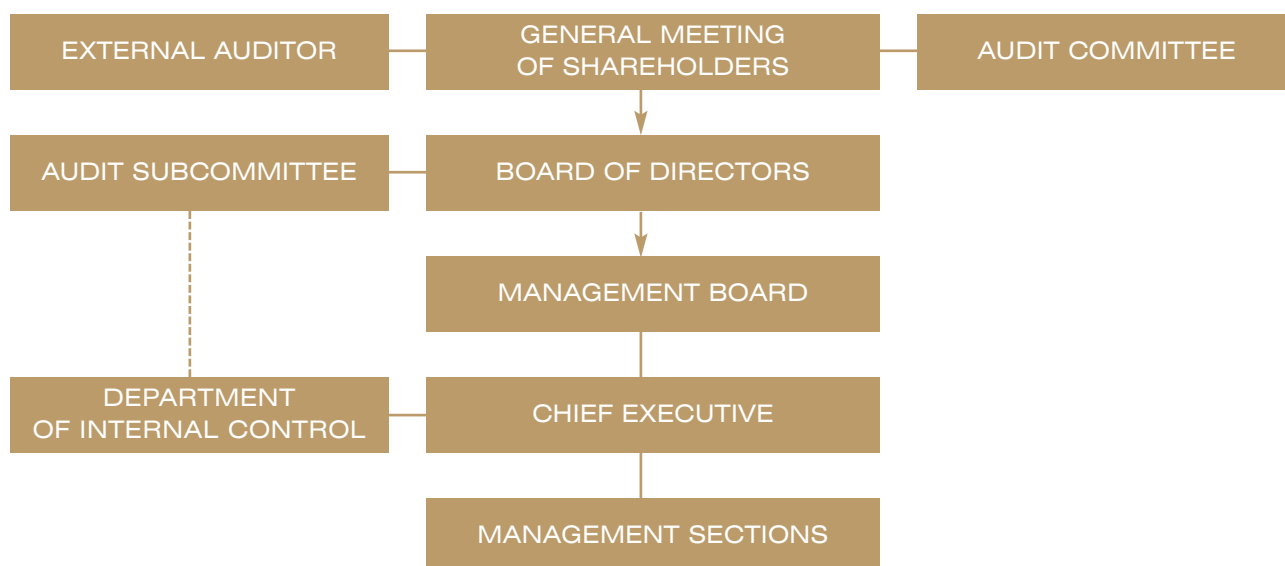 EXTERNAL AUDITOR
GENERAL MEETING
OF SHAREHOLDERS
AUDIT COMMITTEE
AUDIT SUBCOMMITTEE
BOARD OF DIRECTORS
MANAGEMENT BOARD
DEPARTMENT
OF INTERNAL CONTROL
CHIEF EXECUTIVE
MANAGEMENT SECTIONS